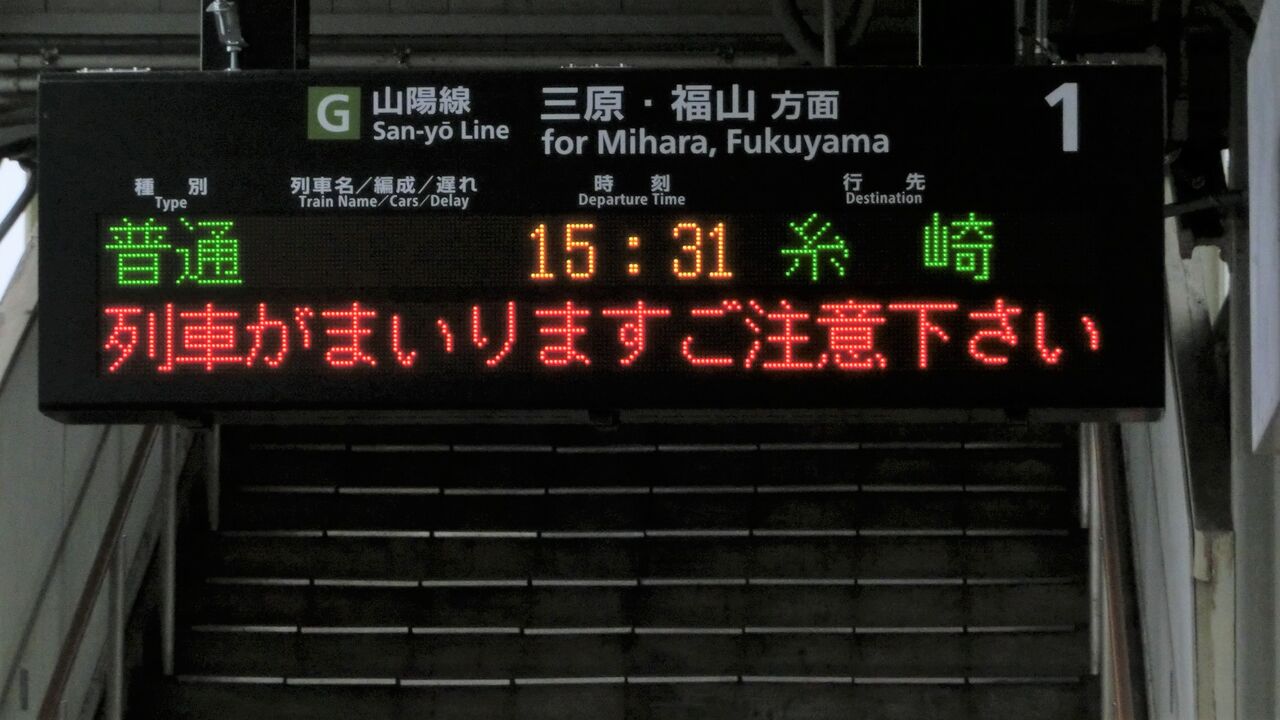 G 山陽線 三原・福山 方面 1
San-yō Line for Mihara, Fukuyama
種別 列車名／編成／遅れ 時刻 行先
Type Train Name/Cars/Delay Departure Time Destination
普通 15:31 糸崎
列車がまいりますご注意下さい